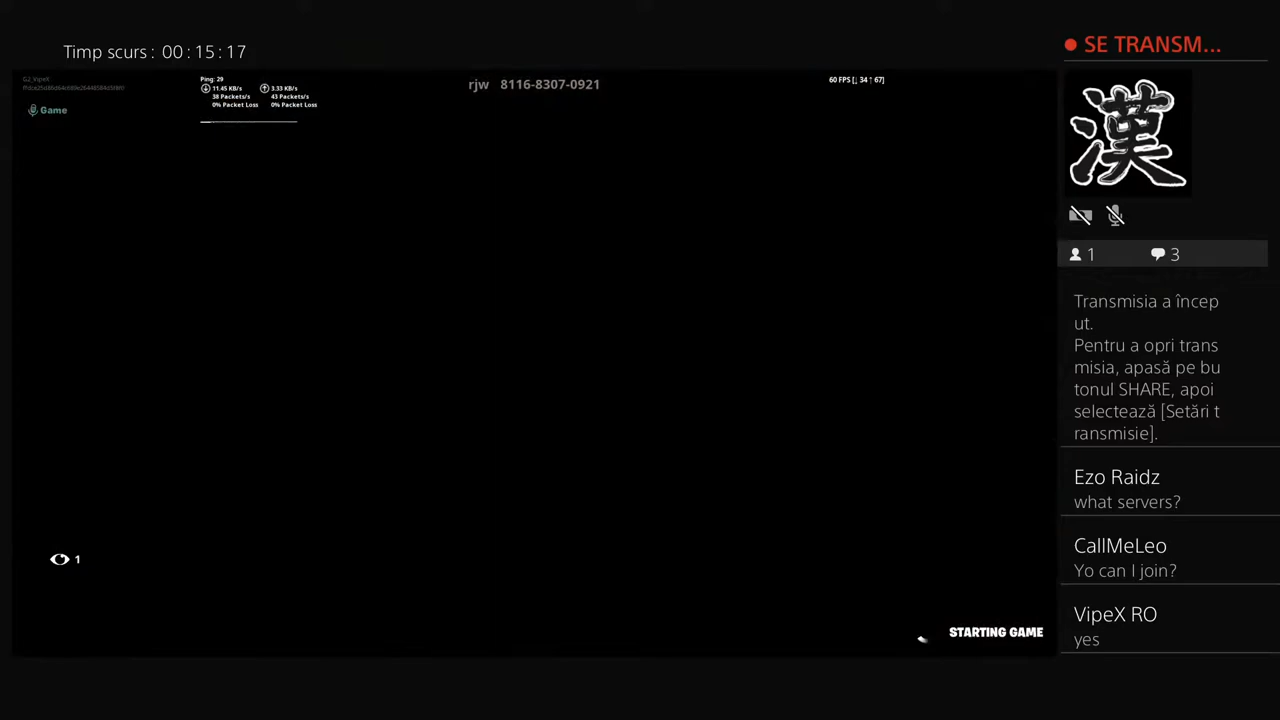 Timp scurs : 00 : 15 : 17
SE TRANSM...
G2_VipeX
Game
Ping: 29
11.45 KB/s
38 Packets/s
0% Packet Loss
3.33 KB/s
43 Packets/s
0% Packet Loss
rjw 8116-8307-0921
60 FPS [↓ 34 ↑ 67]
漢
1
3
Transmisia a încep
ut.
Pentru a opri trans
misia, apasă pe bu
tonul SHARE, apoi
selectează [Setări t
ransmisie].
Ezo Raidz
what servers?
CallMeLeo
Yo can I join?
VipeX RO
yes
1
STARTING GAME